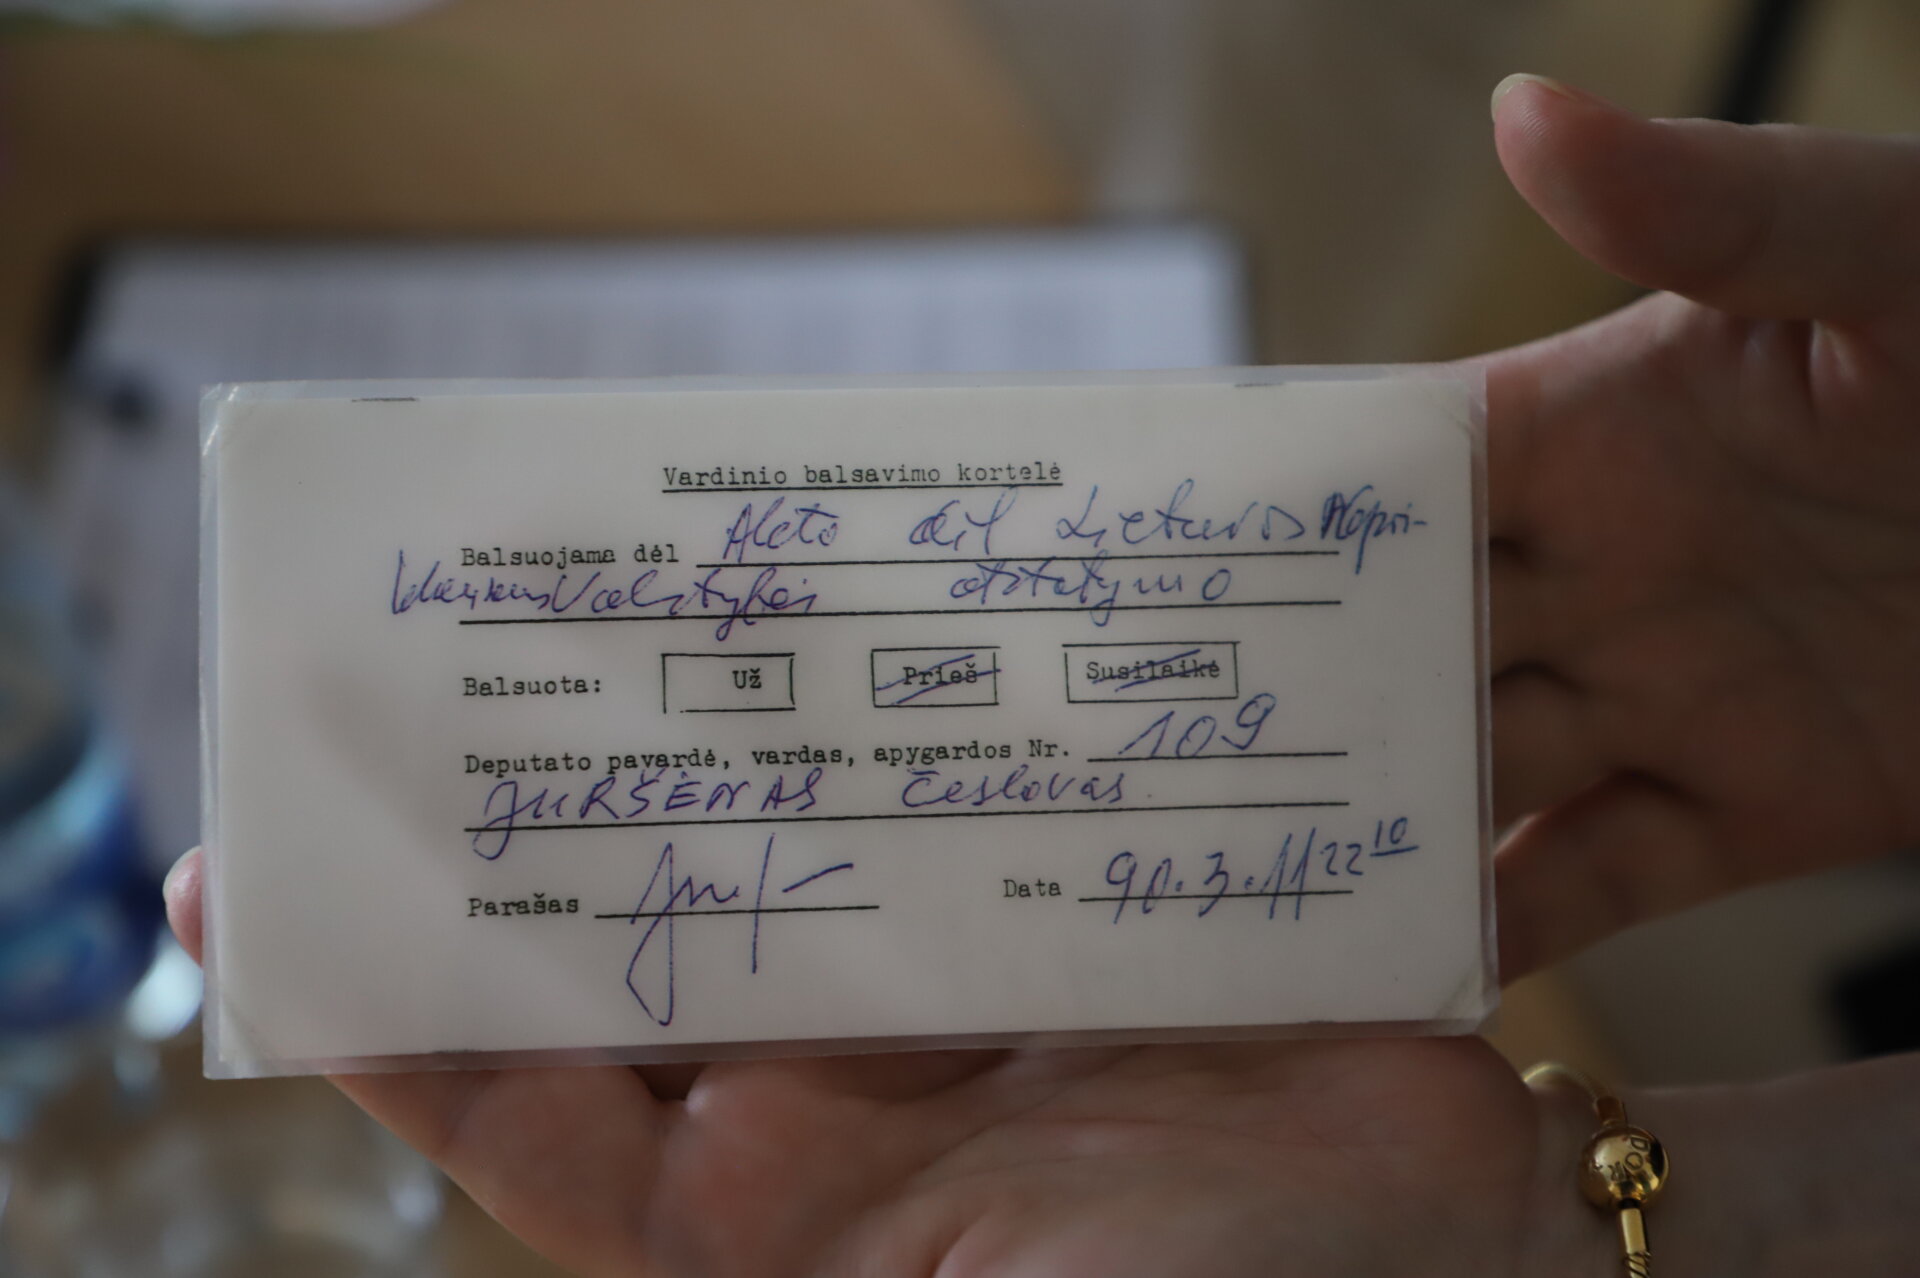 Vardinio balsavimo kortelė
Balsuojama dėl Akto dėl Lietuvos Nepri-
klausomos Valstybės atstatymo
Balsuota: Už Prieš Susilaikė
Deputato pavardė, vardas, apygardos Nr. 109
JURŠĖNAS Česlovas
Parašas Data 90.3.11 22 10